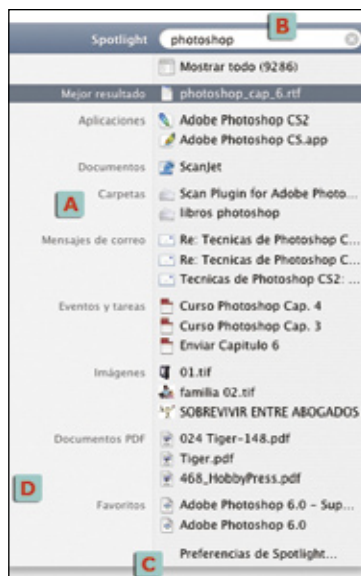 B
Spotlight photoshop
Mostrar todo (9286)
Mejor resultado photoshop_cap_6.rtf
Aplicaciones Adobe Photoshop CS2
Adobe Photoshop CS.app
Documentos ScanJet
A Carpetas Scan Plugin for Adobe Photo...
libros photoshop
Mensajes de correo Re: Tecnicas de Photoshop C...
Re: Tecnicas de Photoshop C...
Tecnicas de Photoshop CS2: ...
Eventos y tareas Curso Photoshop Cap. 4
Curso Photoshop Cap. 3
Enviar Capitulo 6
Imágenes 01.tif
familia 02.tif
SOBREVIVIR ENTRE ABOGADOS
Documentos PDF 024 Tiger-148.pdf
Tiger.pdf
468_HobbyPress.pdf
D
Favoritos Adobe Photoshop 6.0 - Sup...
Adobe Photoshop 6.0
Preferencias de Spotlight...
C